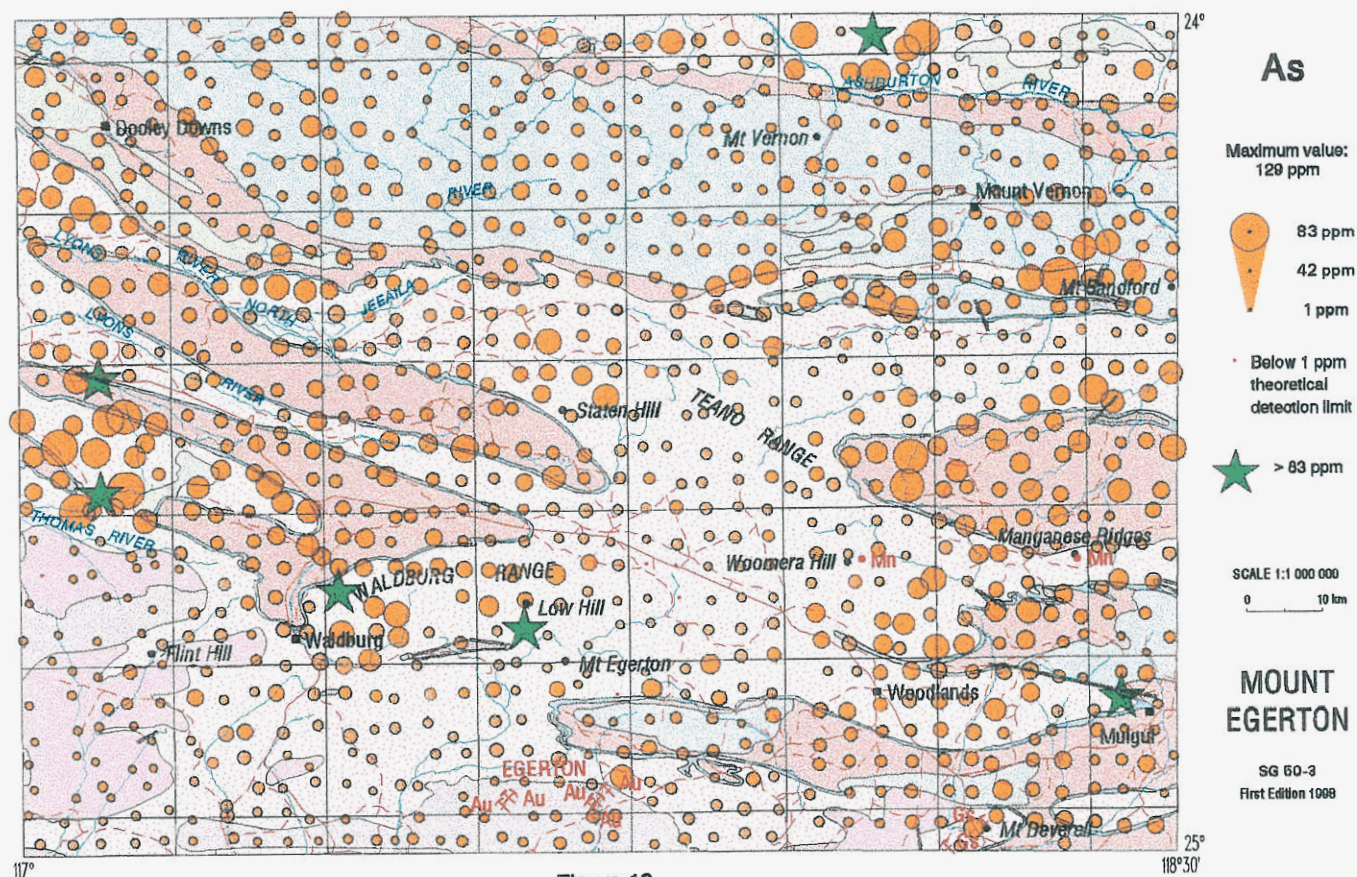 24°
As
Maximum value:
129 ppm
83 ppm
42 ppm
1 ppm
Below 1 ppm
theoretical
detection limit
> 83 ppm
SCALE 1:1 000 000
0 10 km
MOUNT
EGERTON
SG 50-3
First Edition 1998
ASHBURTON
RIVER
Dooley Downs
Mt Vernon
Mount Vernon
RIVER
LYONS
RIVER
NORTH
JEEAILA
Mt Sandford
LYONS
RIVER
Staten Hill
TEANO
RANGE
THOMAS RIVER
Manganese Ridges
Woomera Hill
Mn
Mn
WALDBURG RANGE
Low Hill
Waldburg
Flint Hill
Mt Egerton
Woodlands
Mulgul
EGERTON
Au
Au
Au
Au
Au
GS
GS
Mt Deverell
25°
117°
118°30'